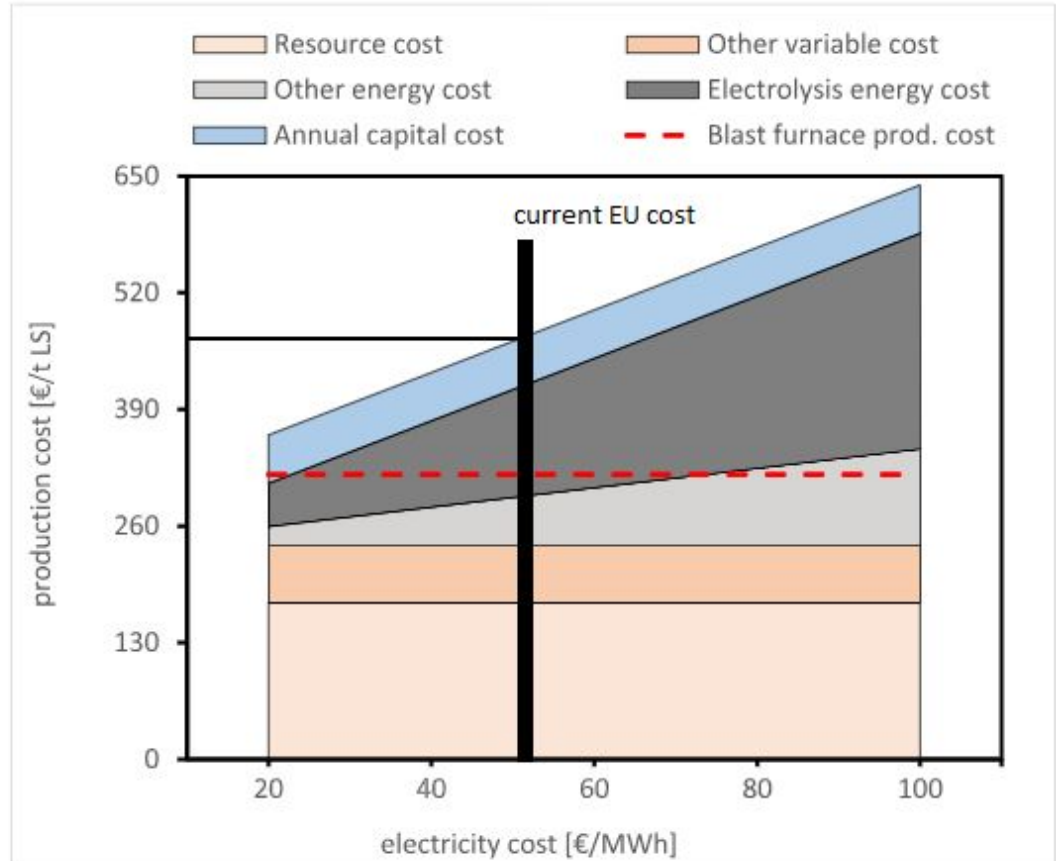 Resource cost
Other variable cost
Other energy cost
Electrolysis energy cost
Annual capital cost
Blast furnace prod. cost
650
520
390
260
130
0
production cost [€/t LS]
current EU cost
20
40
60
80
100
electricity cost [€/MWh]